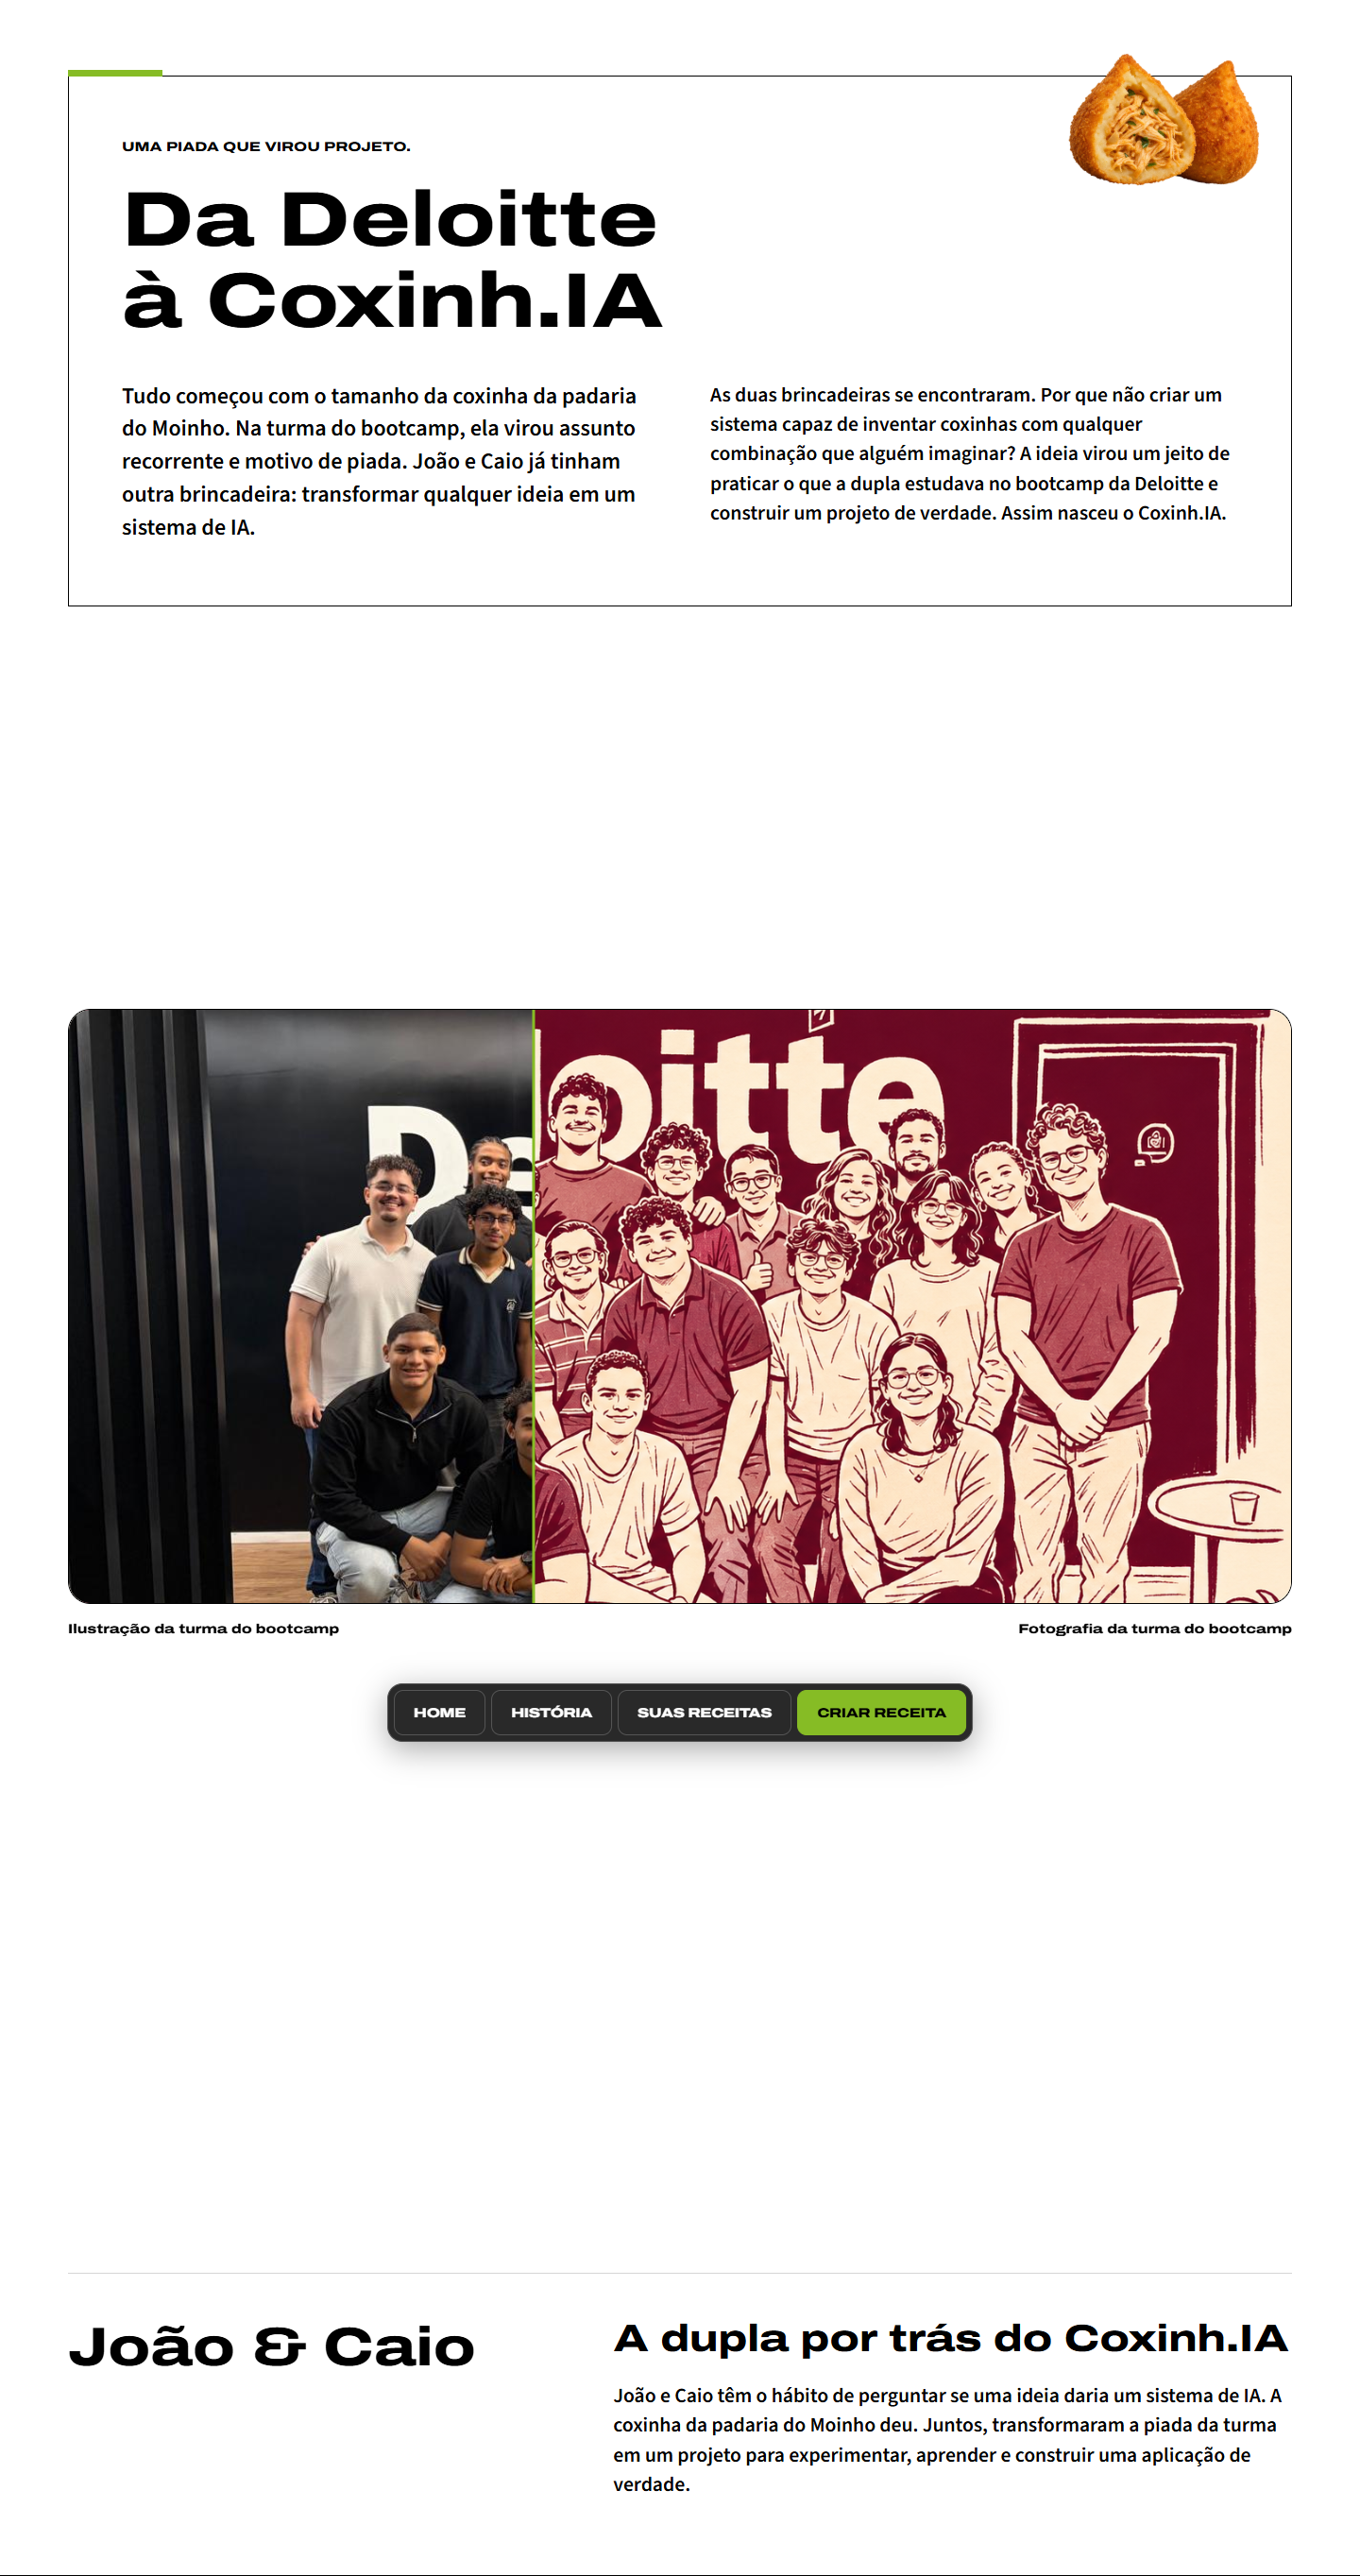 UMA PIADA QUE VIROU PROJETO.
Da Deloitte
à Coxinh.IA
Tudo começou com o tamanho da coxinha da padaria
do Moinho. Na turma do bootcamp, ela virou assunto
recorrente e motivo de piada. João e Caio já tinham
outra brincadeira: transformar qualquer ideia em um
sistema de IA.
As duas brincadeiras se encontraram. Por que não criar um
sistema capaz de inventar coxinhas com qualquer
combinação que alguém imaginar? A ideia virou um jeito de
praticar o que a dupla estudava no bootcamp da Deloitte e
construir um projeto de verdade. Assim nasceu o Coxinh.IA.
De
oitte
Ilustração da turma do bootcamp
Fotografia da turma do bootcamp
HOME
HISTÓRIA
SUAS RECEITAS
CRIAR RECEITA
João & Caio
A dupla por trás do Coxinh.IA
João e Caio têm o hábito de perguntar se uma ideia daria um sistema de IA. A
coxinha da padaria do Moinho deu. Juntos, transformaram a piada da turma
em um projeto para experimentar, aprender e construir uma aplicação de
verdade.